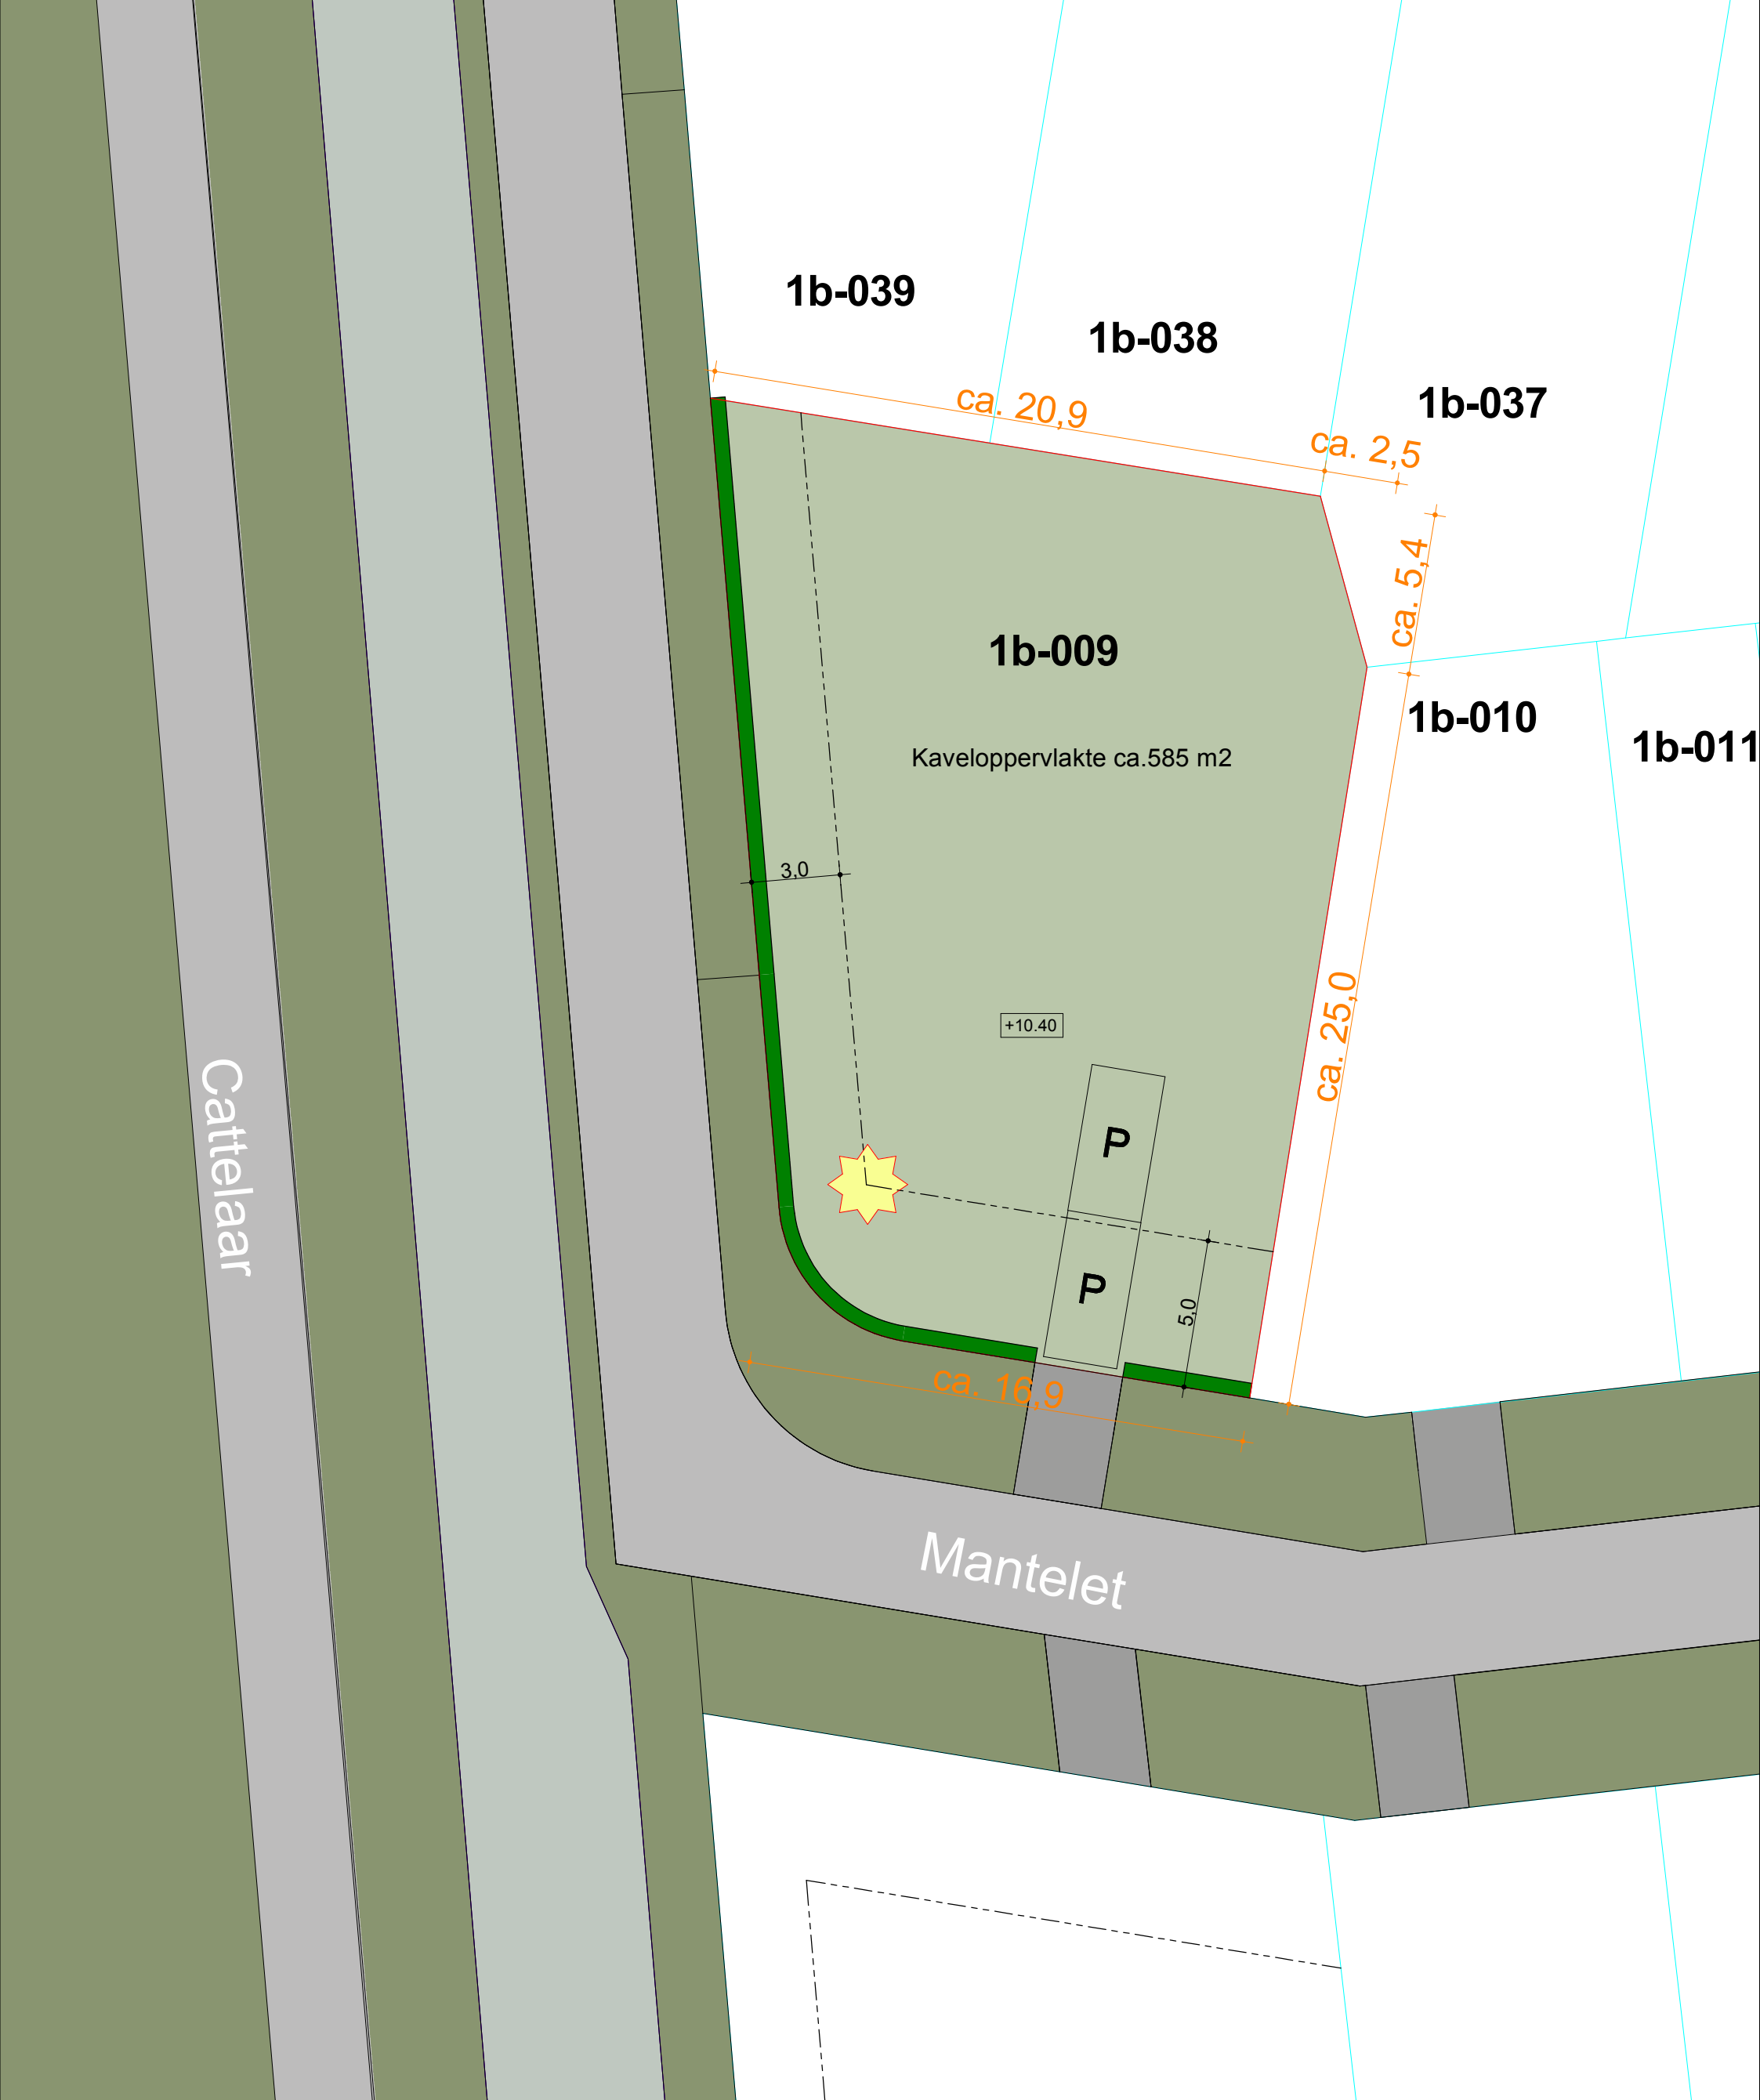 1b-039
1b-038
1b-037
ca. 20,9
ca. 2,5
ca. 5,4
1b-009
1b-010
1b-011
Kaveloppervlakte ca.585 m2
3,0
ca. 25,0
+10.40
Cattelaar
P
P
5,0
ca. 16,9
Mantelet